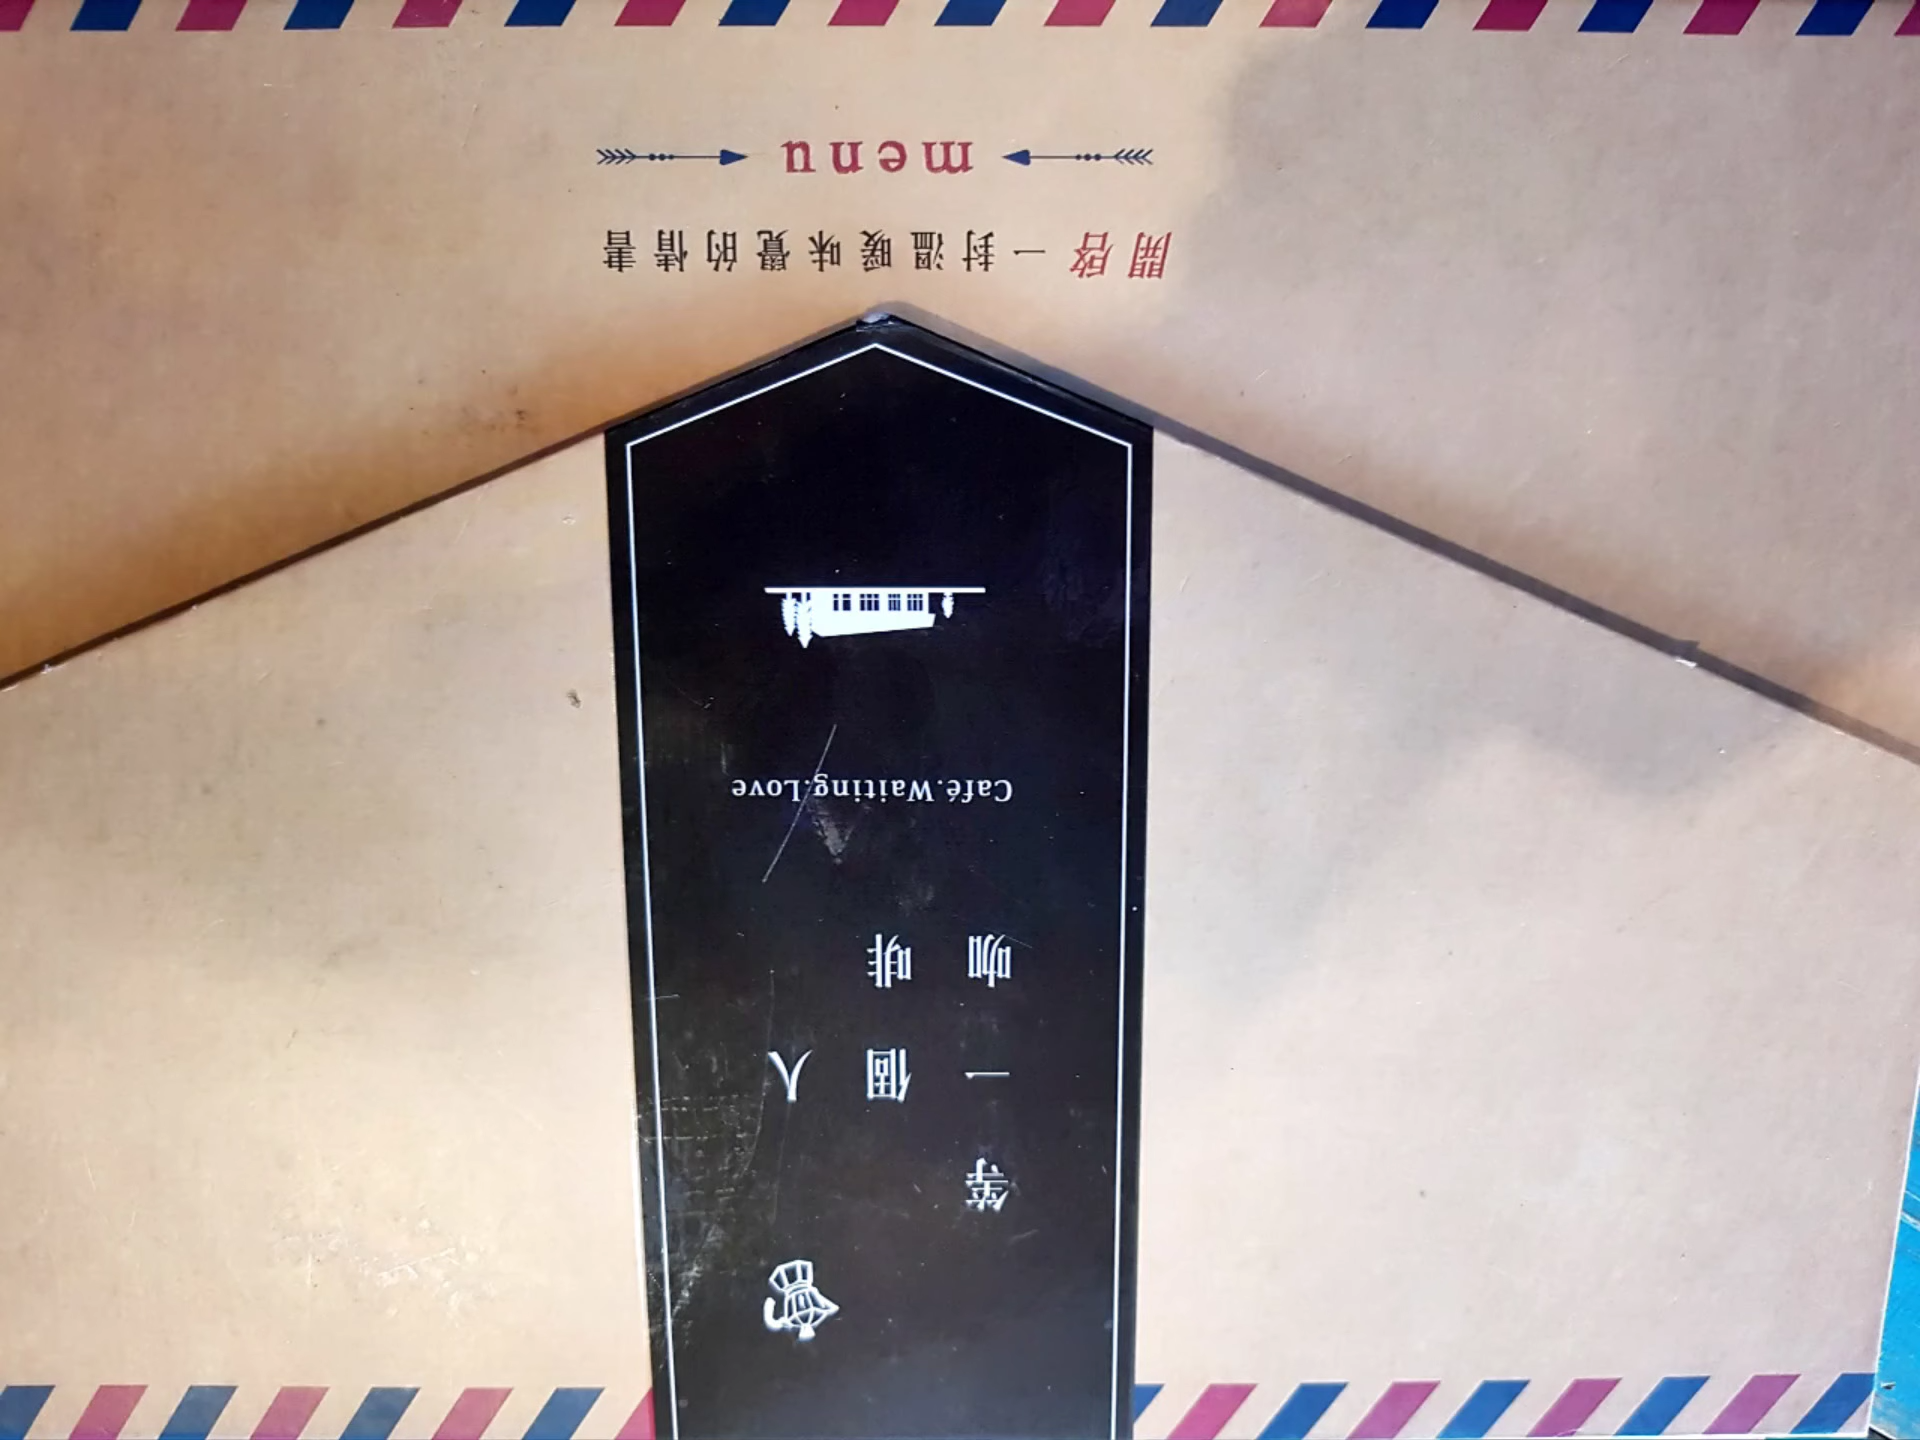 等
一 個 人
咖 啡
Café.Waiting.Love
開啟一封溫暖味覺的情書
menu